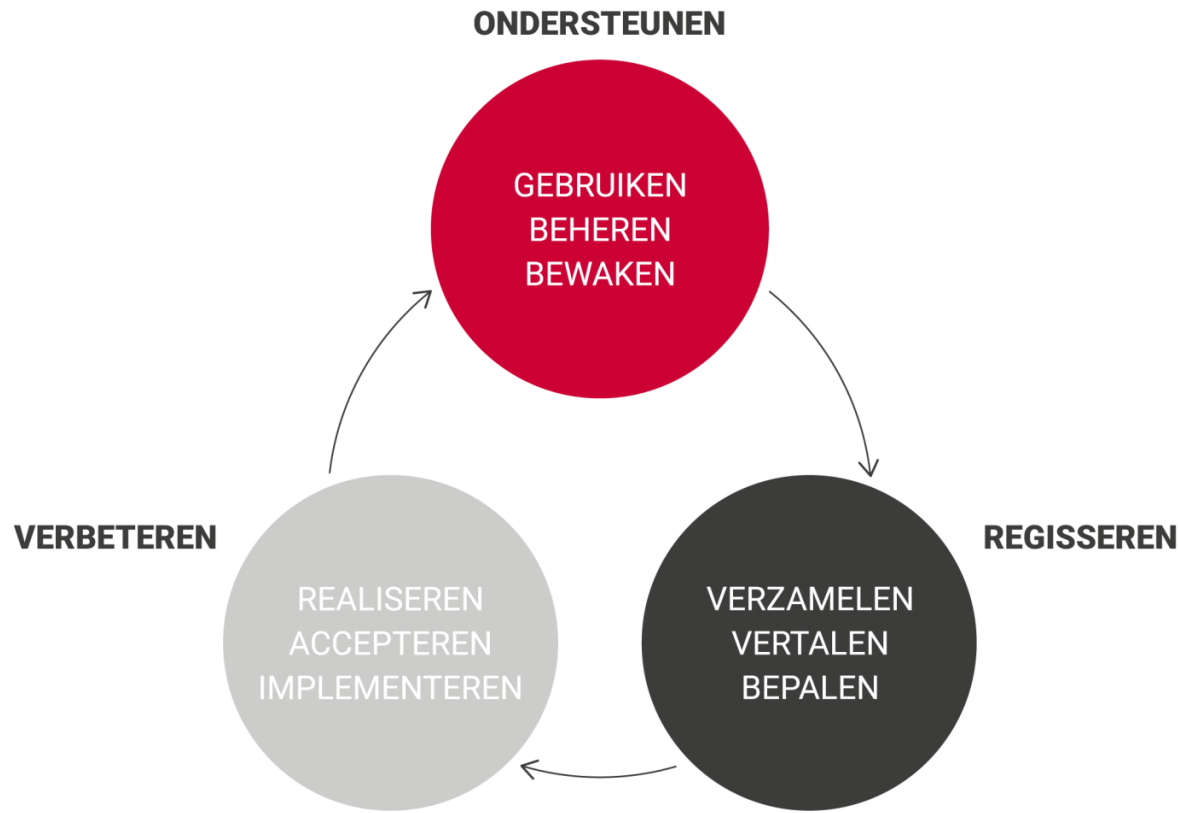 ONDERSTEUNEN
GEBRUIKEN
BEHEREN
BEWAKEN
VERBETEREN
REGISSEREN
REALISEREN
ACCEPTEREN
IMPLEMENTEREN
VERZAMELEN
VERTALEN
BEPALEN